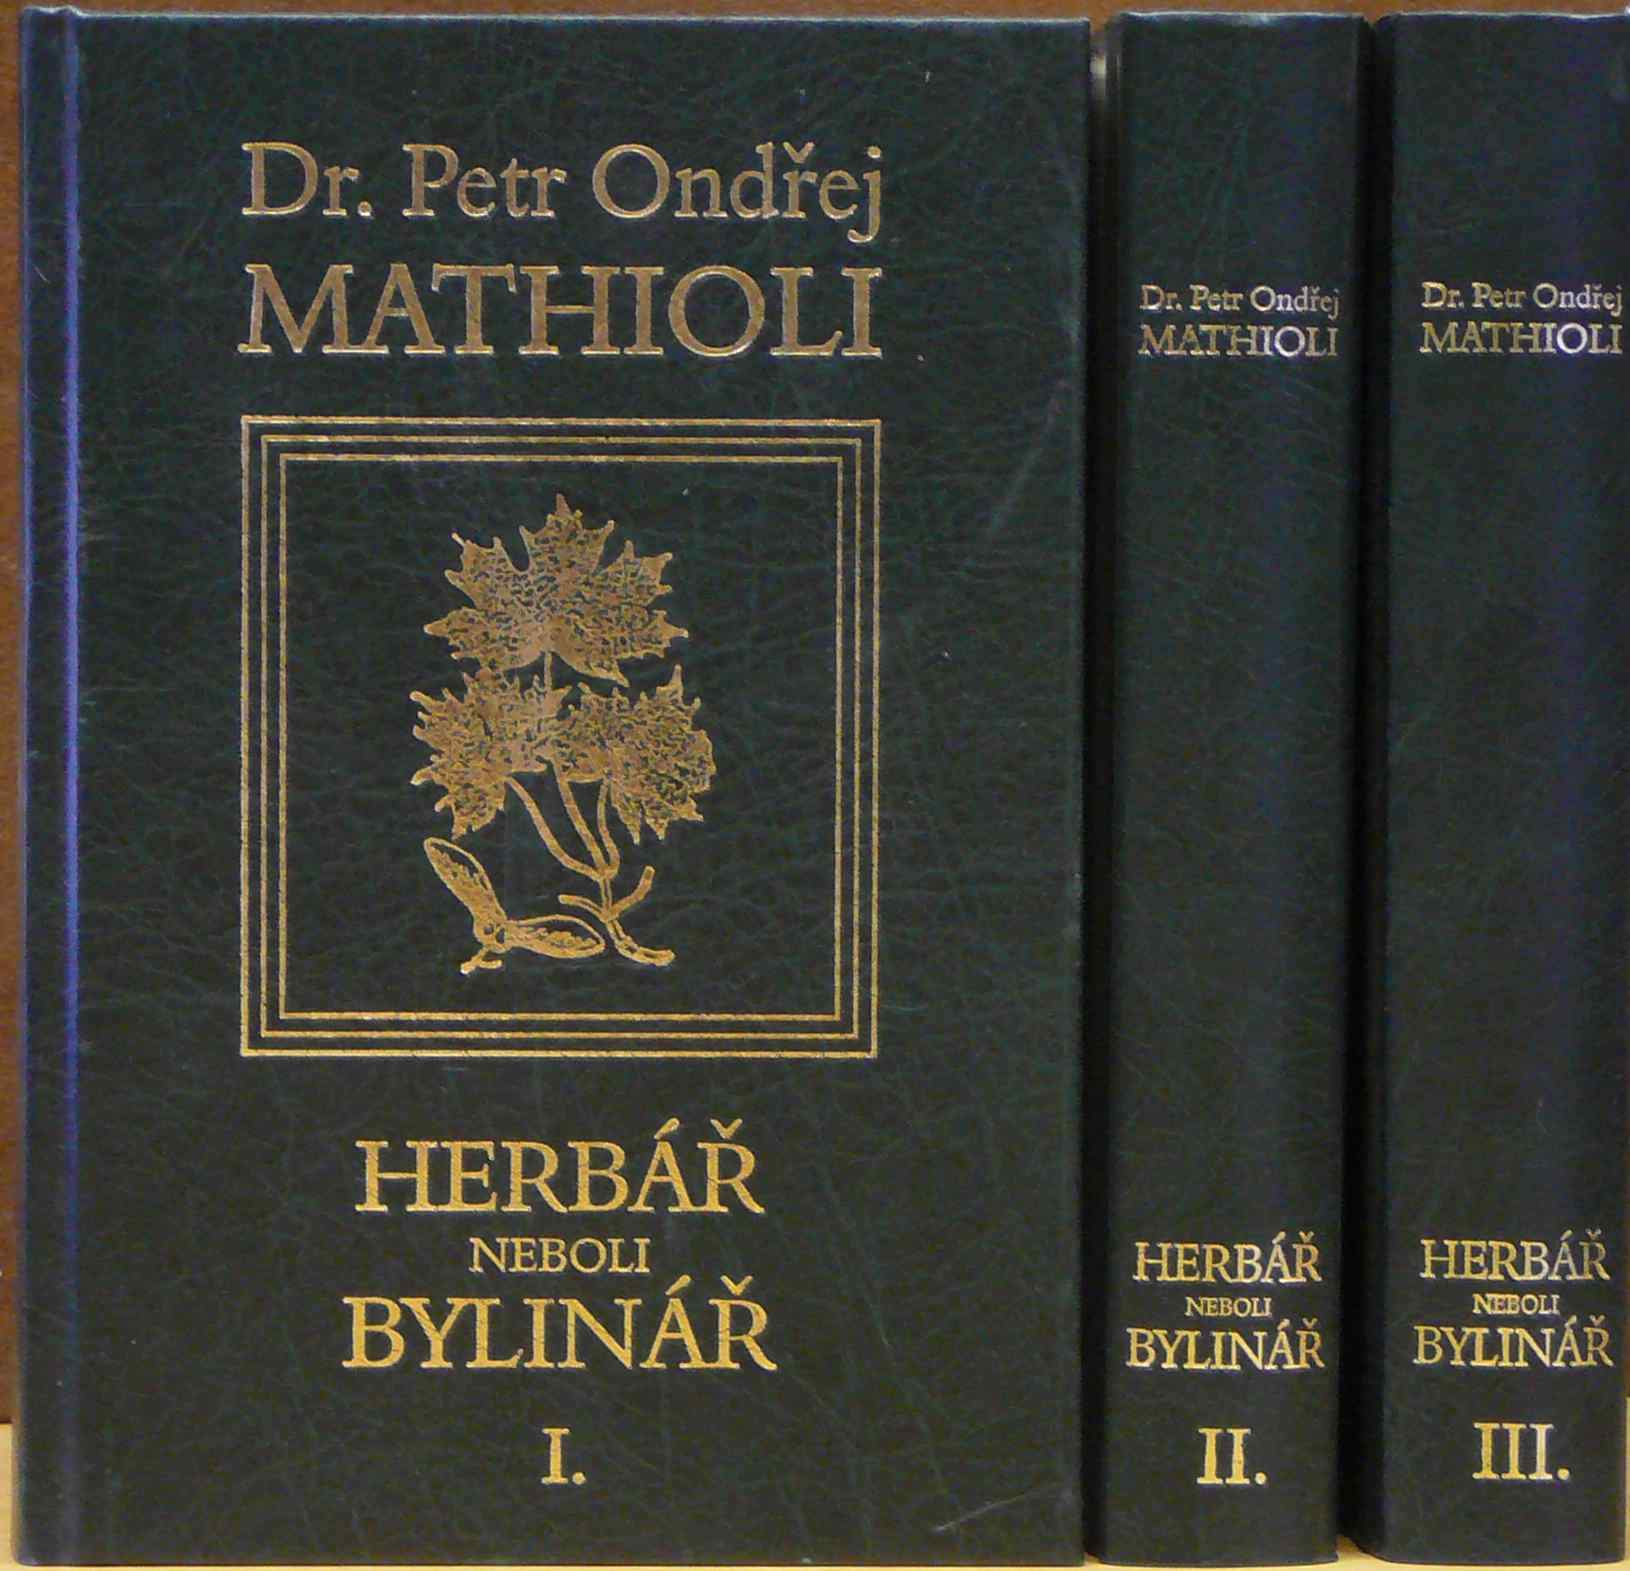 Dr. Petr Ondřej
MATHIOLI
HERBÁŘ
NEBOLI
BYLINÁŘ
I.
Dr. Petr Ondřej
MATHIOLI
HERBÁŘ
NEBOLI
BYLINÁŘ
II.
Dr. Petr Ondřej
MATHIOLI
HERBÁŘ
NEBOLI
BYLINÁŘ
III.